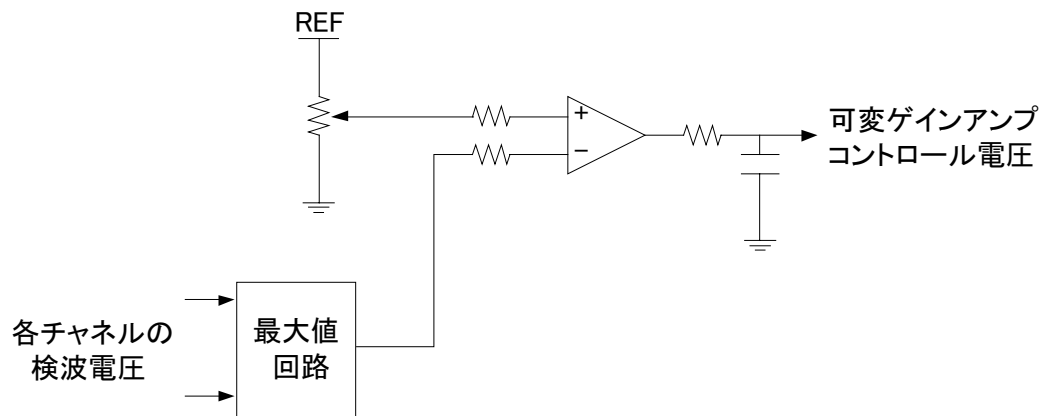 REF
+
−
可変ゲインアンプ
コントロール電圧
各チャネルの
検波電圧
最大値
回路